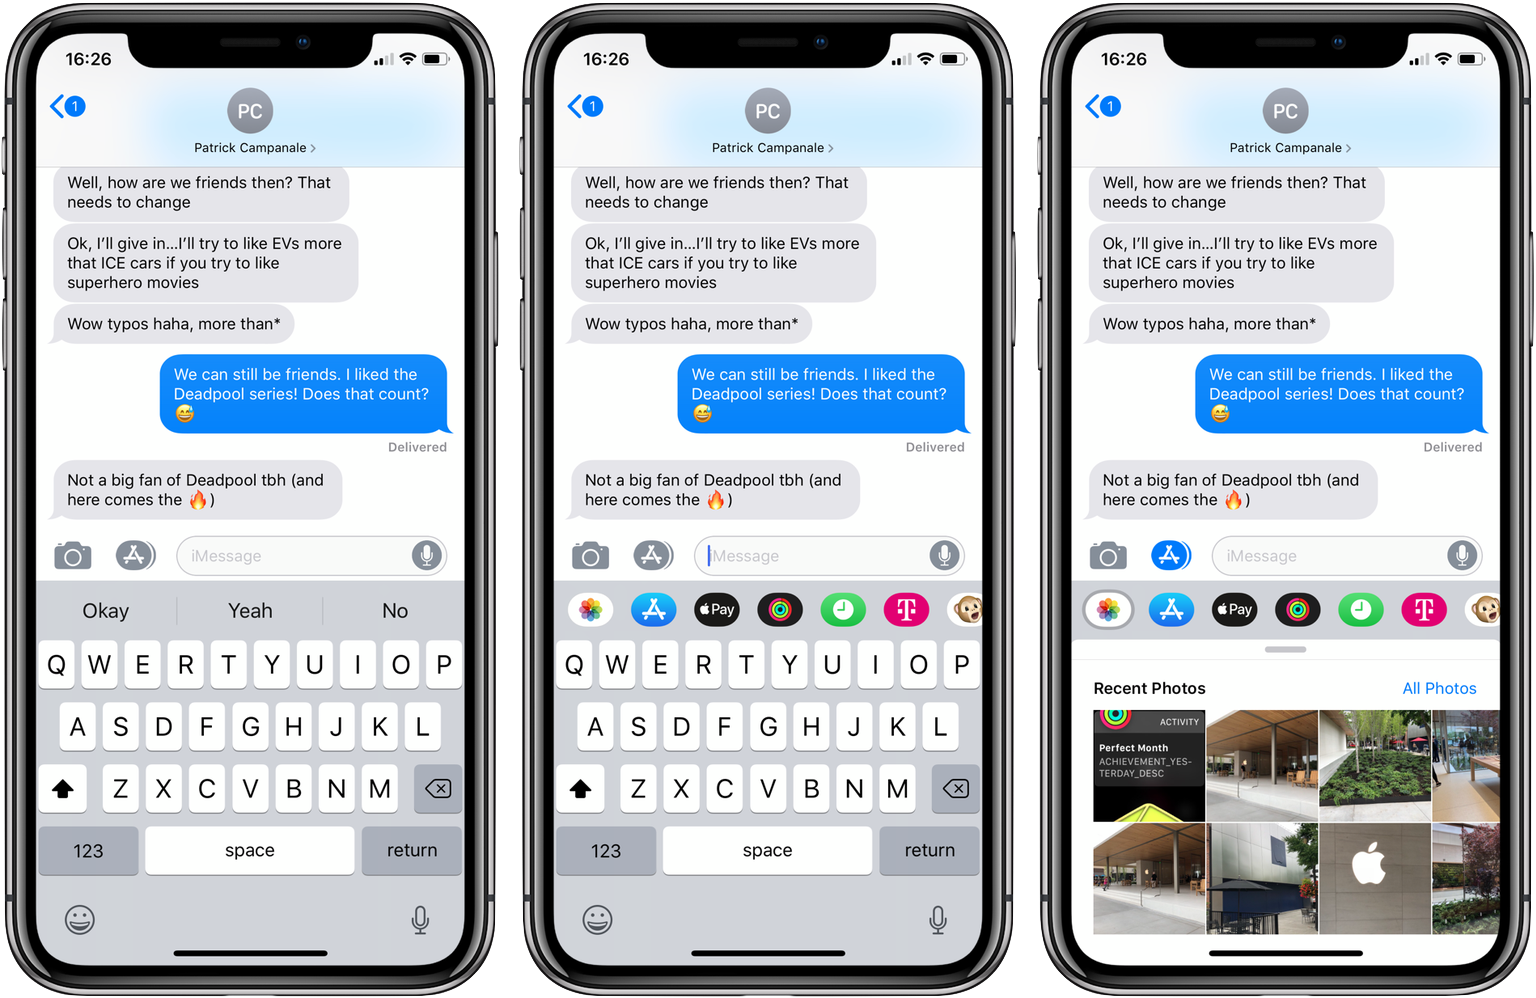 16:26
1
PC
Patrick Campanale
Well, how are we friends then? That
needs to change
Ok, I'll give in...I'll try to like EVs more
that ICE cars if you try to like
superhero movies
Wow typos haha, more than*
We can still be friends. I liked the
Deadpool series! Does that count?
😅
Delivered
Not a big fan of Deadpool tbh (and
here comes the 🔥)
iMessage
Okay Yeah No
Q W E R T Y U I O P
A S D F G H J K L
Z X C V B N M
123 space return
16:26
1
PC
Patrick Campanale
Well, how are we friends then? That
needs to change
Ok, I'll give in...I'll try to like EVs more
that ICE cars if you try to like
superhero movies
Wow typos haha, more than*
We can still be friends. I liked the
Deadpool series! Does that count?
😅
Delivered
Not a big fan of Deadpool tbh (and
here comes the 🔥)
iMessage
Pay T
Q W E R T Y U I O P
A S D F G H J K L
Z X C V B N M
123 space return
16:26
1
PC
Patrick Campanale
Well, how are we friends then? That
needs to change
Ok, I'll give in...I'll try to like EVs more
that ICE cars if you try to like
superhero movies
Wow typos haha, more than*
We can still be friends. I liked the
Deadpool series! Does that count?
😅
Delivered
Not a big fan of Deadpool tbh (and
here comes the 🔥)
iMessage
Pay T
Recent Photos All Photos
ACTIVITY
Perfect Month
ACHIEVEMENT_YES-
TERDAY_DESC